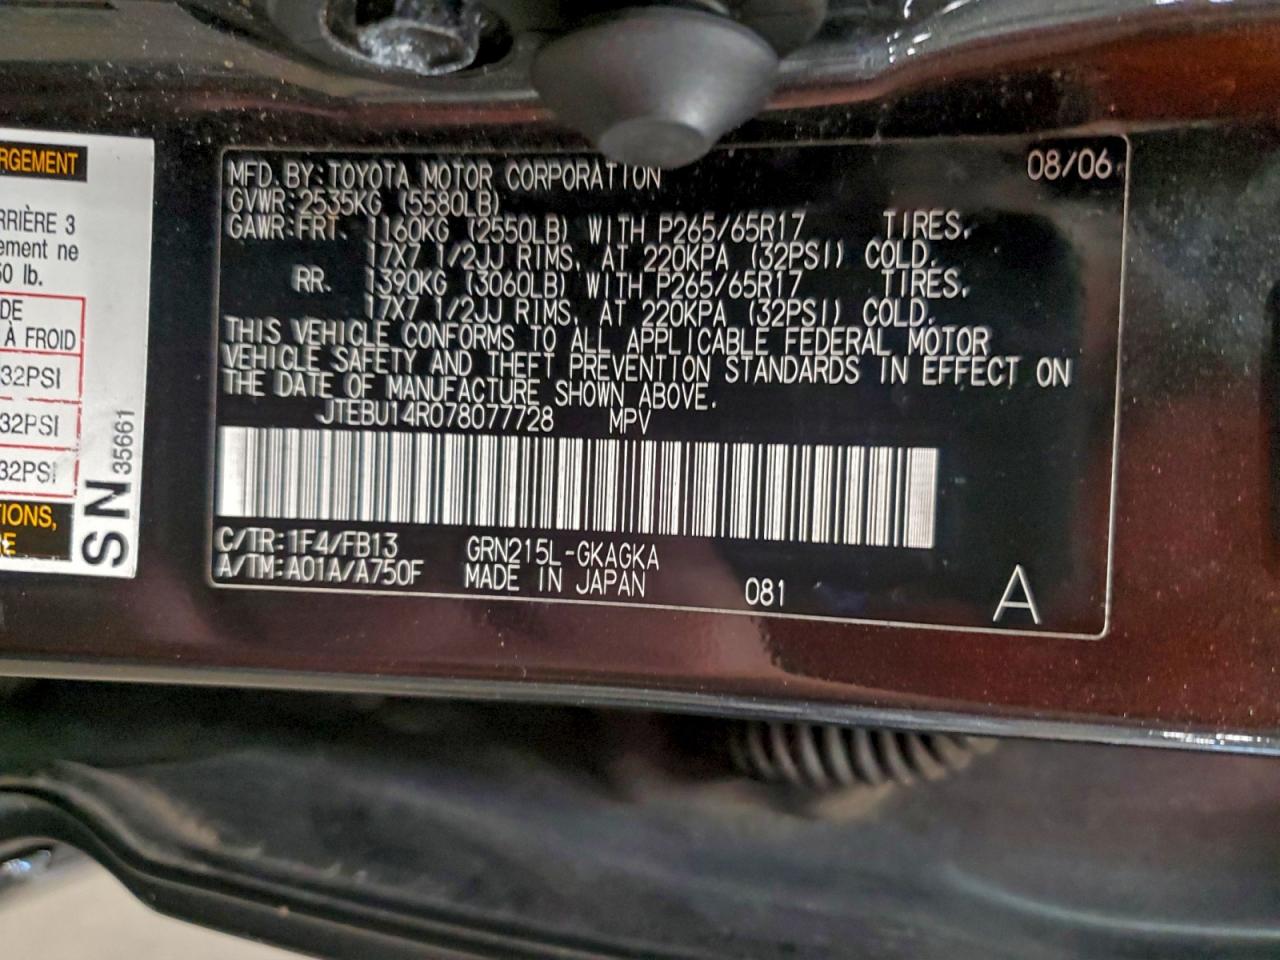 RGEMENT
RRIÈRE 3
ement ne
50 lb.
DE
À FROID
32PSI
32PSI
32PSI
IONS,
E
SN 35661
MFD. BY: TOYOTA MOTOR CORPORATION 08/06
GVWR: 2535KG (5580LB)
GAWR: FRT. 1160KG (2550LB) WITH P265/65R17 TIRES,
17X7 1/2JJ RIMS, AT 220KPA (32PSI) COLD.
RR. 1390KG (3060LB) WITH P265/65R17 TIRES,
17X7 1/2JJ RIMS, AT 220KPA (32PSI) COLD.
THIS VEHICLE CONFORMS TO ALL APPLICABLE FEDERAL MOTOR
VEHICLE SAFETY AND THEFT PREVENTION STANDARDS IN EFFECT ON
THE DATE OF MANUFACTURE SHOWN ABOVE.
JTEBU14R078077728 MPV
C/TR: 1F4/FB13 GRN215L-GKAGKA
A/TM: A01A/A750F MADE IN JAPAN 081 A